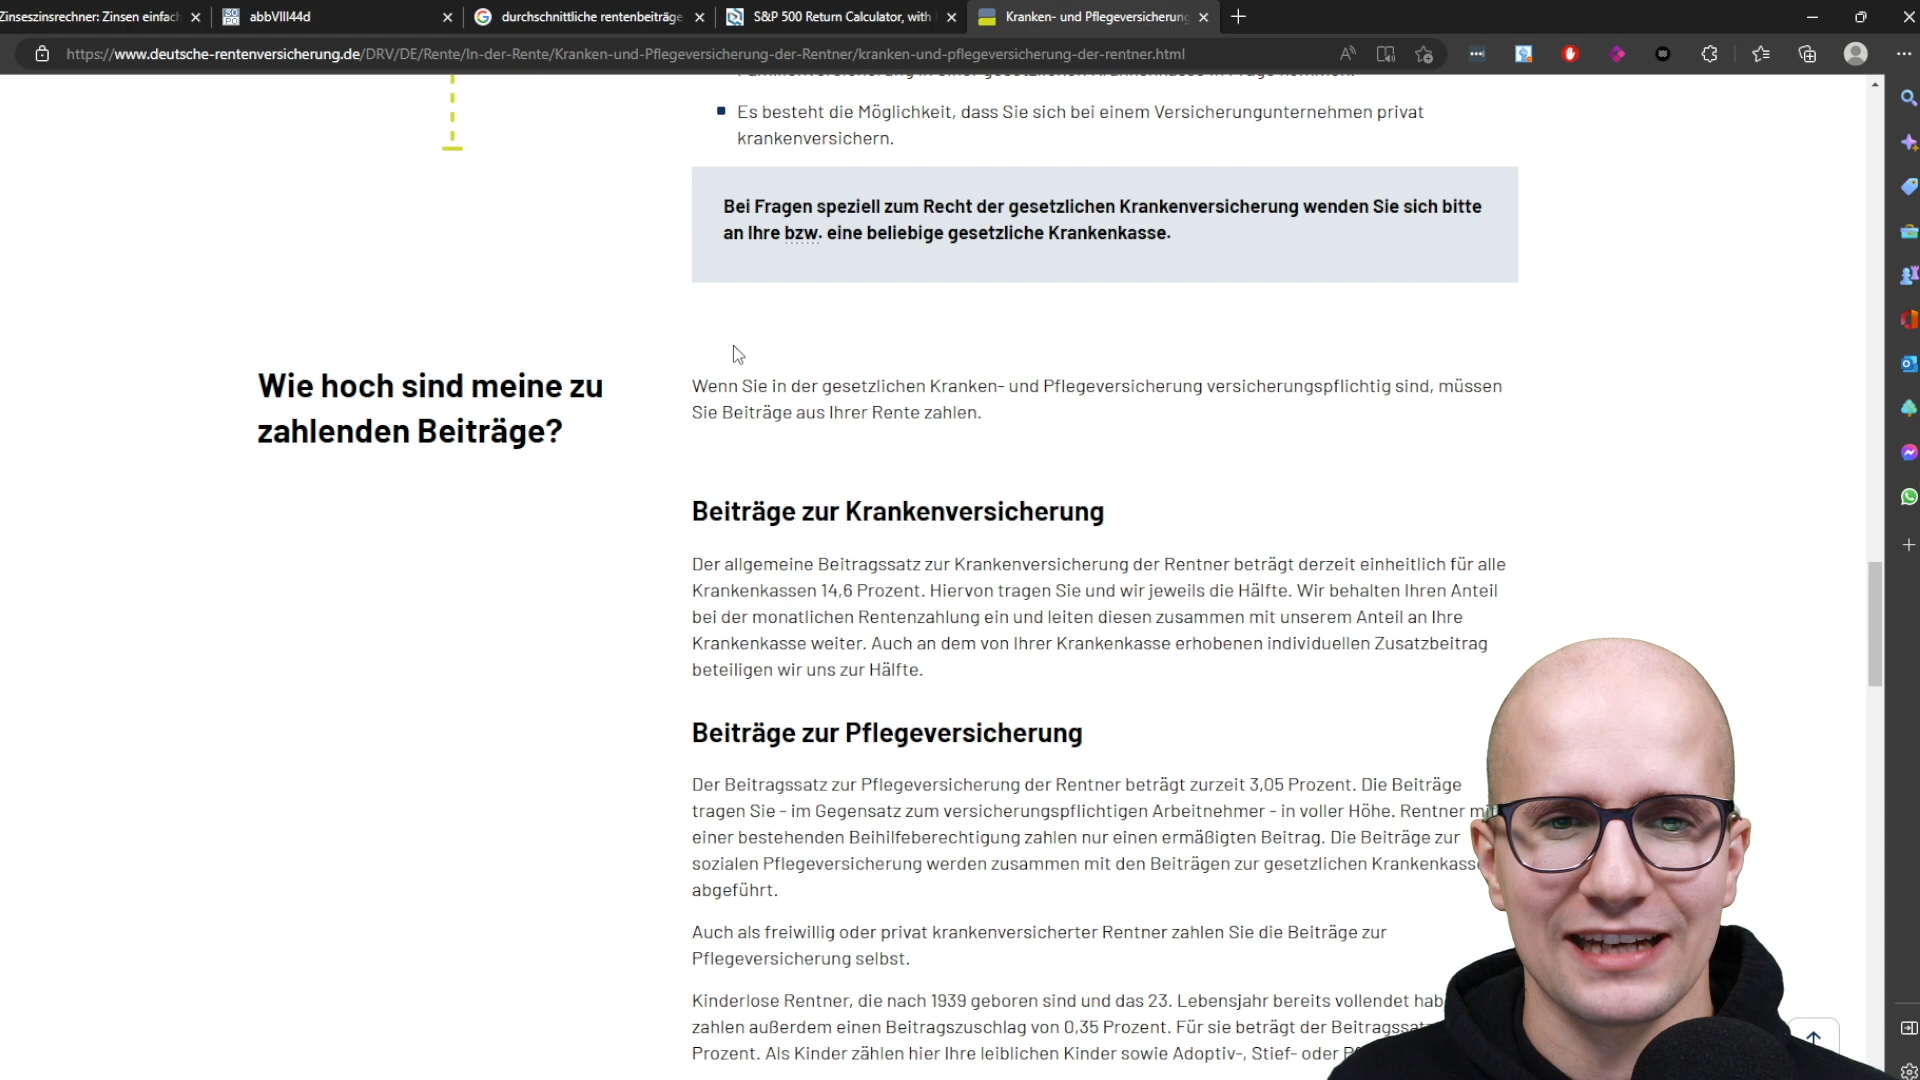 Zinseszinsrechner: Zinsen einfach
abbVIII44d
durchschnittliche rentenbeiträge
S&P 500 Return Calculator, with
Kranken- und Pflegeversicherung
https://www.deutsche-rentenversicherung.de/DRV/DE/Rente/In-der-Rente/Kranken-und-Pflegeversicherung-der-Rentner/kranken-und-pflegeversicherung-der-rentner.html
Es besteht die Möglichkeit, dass Sie sich bei einem Versicherungunternehmen privat
krankenversichern.
Bei Fragen speziell zum Recht der gesetzlichen Krankenversicherung wenden Sie sich bitte
an Ihre bzw. eine beliebige gesetzliche Krankenkasse.
Wie hoch sind meine zu
zahlenden Beiträge?
Wenn Sie in der gesetzlichen Kranken- und Pflegeversicherung versicherungspflichtig sind, müssen
Sie Beiträge aus Ihrer Rente zahlen.
Beiträge zur Krankenversicherung
Der allgemeine Beitragssatz zur Krankenversicherung der Rentner beträgt derzeit einheitlich für alle
Krankenkassen 14,6 Prozent. Hiervon tragen Sie und wir jeweils die Hälfte. Wir behalten Ihren Anteil
bei der monatlichen Rentenzahlung ein und leiten diesen zusammen mit unserem Anteil an Ihre
Krankenkasse weiter. Auch an dem von Ihrer Krankenkasse erhobenen individuellen Zusatzbeitrag
beteiligen wir uns zur Hälfte.
Beiträge zur Pflegeversicherung
Der Beitragssatz zur Pflegeversicherung der Rentner beträgt zurzeit 3,05 Prozent. Die Beiträge
tragen Sie - im Gegensatz zum versicherungspflichtigen Arbeitnehmer - in voller Höhe. Rentner mit
einer bestehenden Beihilfeberechtigung zahlen nur einen ermäßigten Beitrag. Die Beiträge zur
sozialen Pflegeversicherung werden zusammen mit den Beiträgen zur gesetzlichen Krankenkasse
abgeführt.
Auch als freiwillig oder privat krankenversicherter Rentner zahlen Sie die Beiträge zur
Pflegeversicherung selbst.
Kinderlose Rentner, die nach 1939 geboren sind und das 23. Lebensjahr bereits vollendet hab
zahlen außerdem einen Beitragszuschlag von 0,35 Prozent. Für sie beträgt der Beitragssat
Prozent. Als Kinder zählen hier Ihre leiblichen Kinder sowie Adoptiv-, Stief- oder